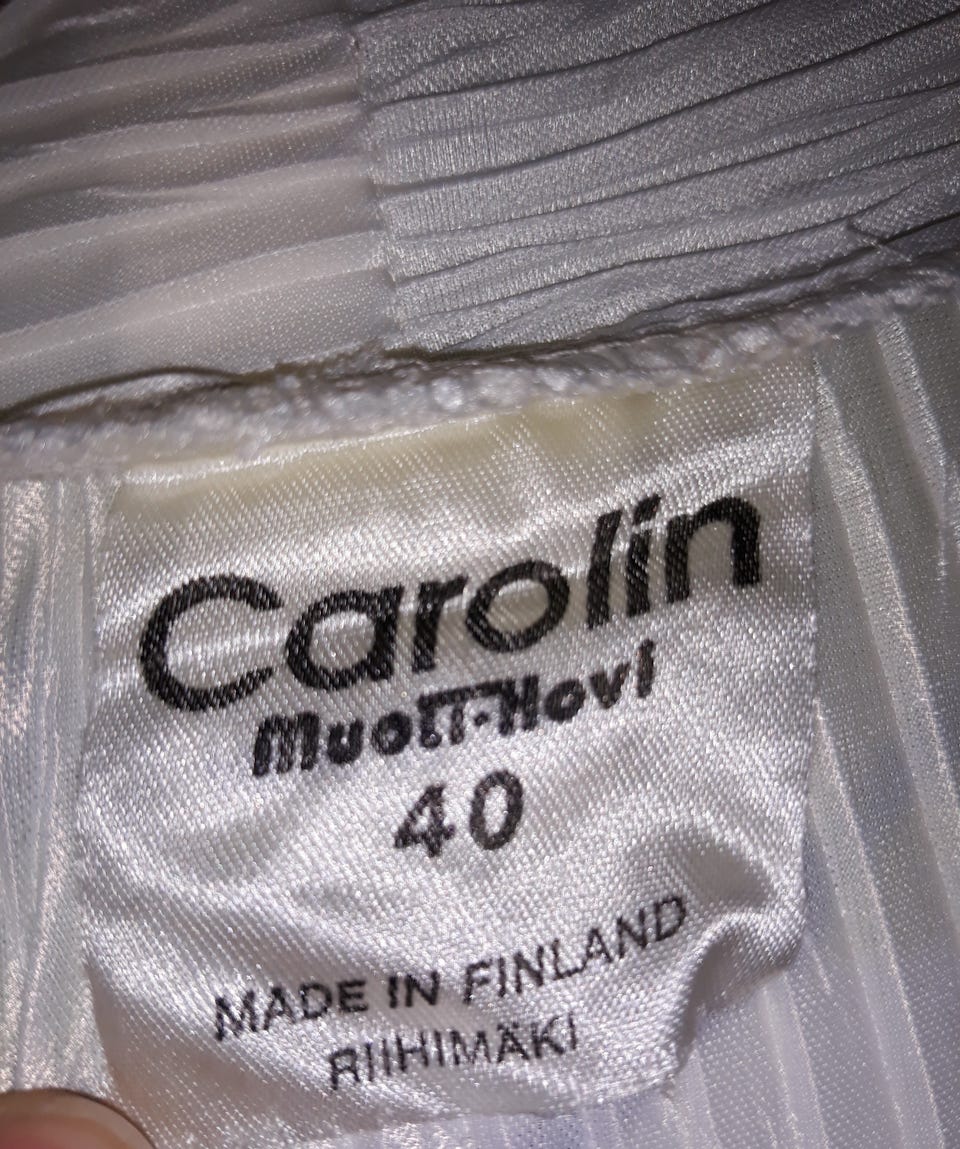 Carolin
Muoti-Hovi
40
MADE IN FINLAND
RIIHIMÄKI